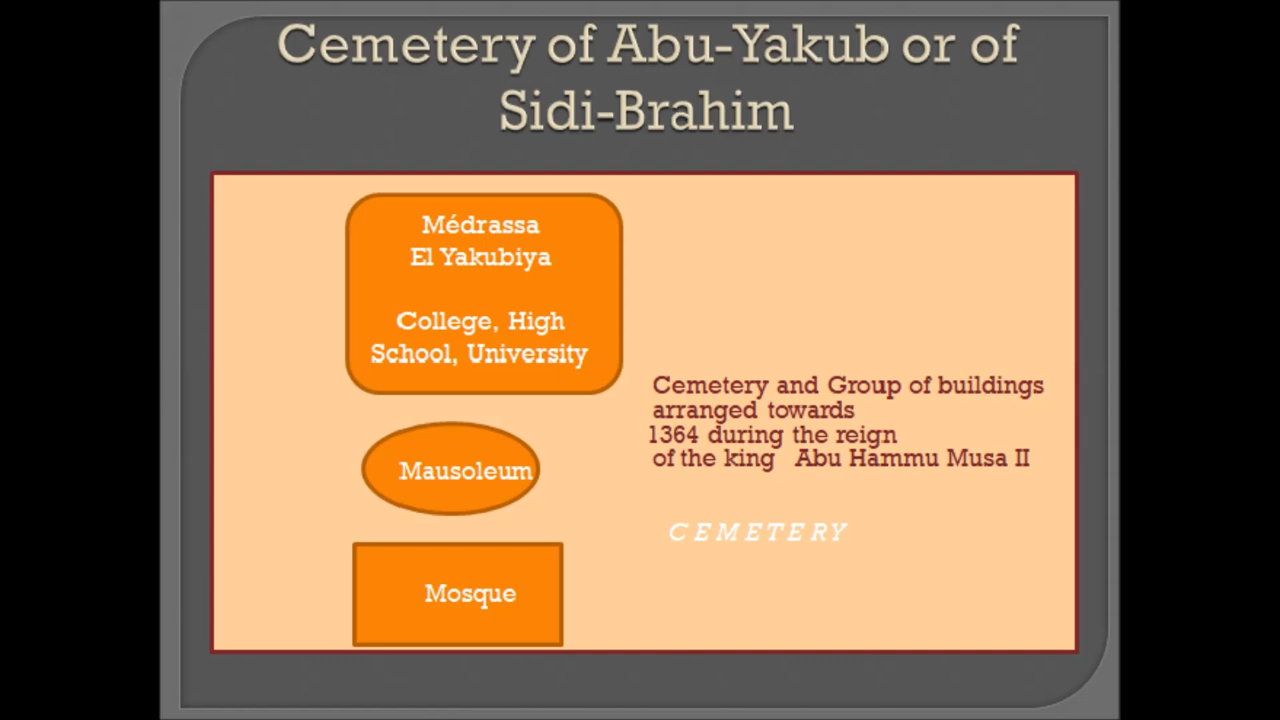 Cemetery of Abu-Yakub or of
Sidi-Brahim
Médrassa
El Yakubiya
College, High
School, University
Mausoleum
Mosque
Cemetery and Group of buildings
arranged towards
1364 during the reign
of the king Abu Hammu Musa II
CEMETERY